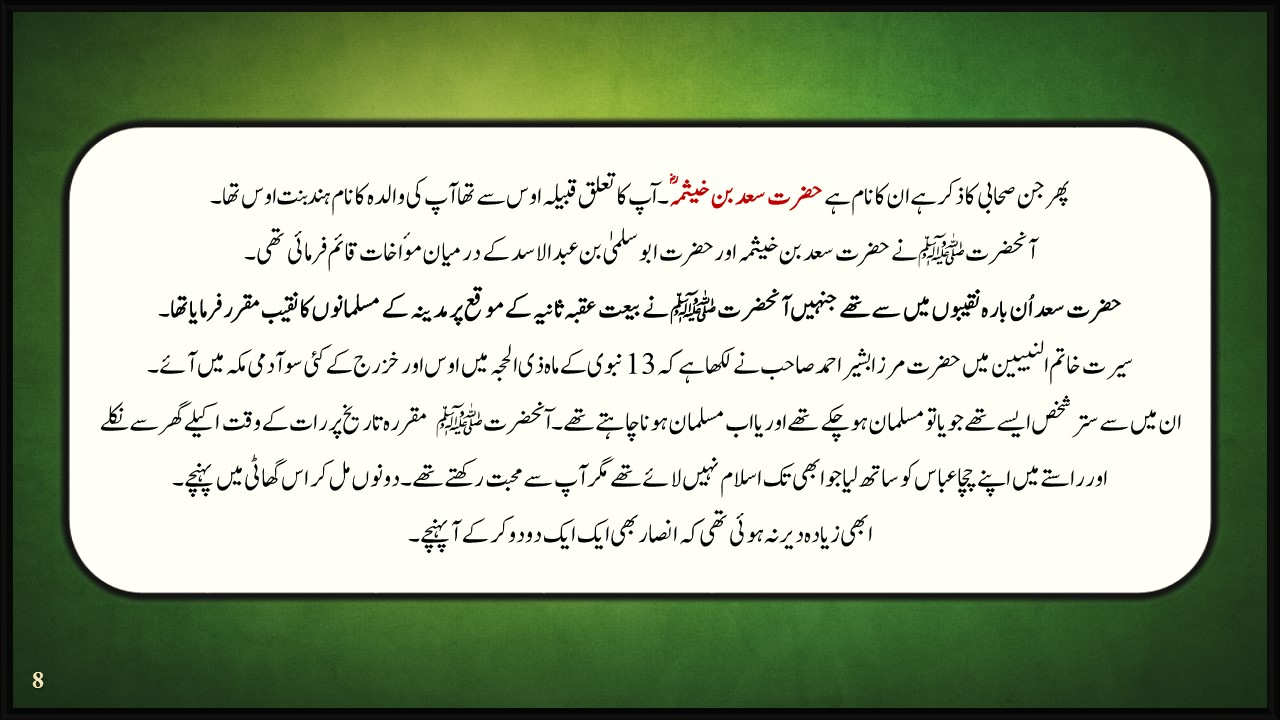 پھر جن صحابی کا ذکر ہے ان کا نام ہے حضرت سعد بن خیثمہؓ۔ آپ کا تعلق قبیلہ اوس سے تھا آپ کی والدہ کا نام ہند بنت اوس تھا۔
آنحضرت ﷺ نے حضرت سعد بن خیثمہ اور حضرت ابو سلمیٰ بن عبد الاسد کے درمیان مؤاخات قائم فرمائی تھی۔
حضرت سعد اُن بارہ نقیبوں میں سے تھے جنہیں آنحضرت ﷺ نے بیعت عقبہ ثانیہ کے موقع پر مدینہ کے مسلمانوں کا نقیب مقرر فرمایا تھا۔
سیرت خاتم النبیین میں حضرت مرزا بشیر احمد صاحب نے لکھا ہے کہ 13 نبوی کے ماہ ذی الحجہ میں اوس اور خزرج کے کئی سو آدمی مکہ میں آئے۔
ان میں سے ستر شخص ایسے تھے جو یا تو مسلمان ہو چکے تھے اور یا اب مسلمان ہونا چاہتے تھے۔ آنحضرت ﷺ مقررہ تاریخ پر رات کے وقت اکیلے گھر سے نکلے
اور راستے میں اپنے چچا عباس کو ساتھ لیا جو ابھی تک اسلام نہیں لائے تھے مگر آپ سے محبت رکھتے تھے۔ دونوں مل کر اس گھاٹی میں پہنچے۔
ابھی زیادہ دیر نہ ہوئی تھی کہ انصار بھی ایک ایک دو دو کر کے آ پہنچے۔
8